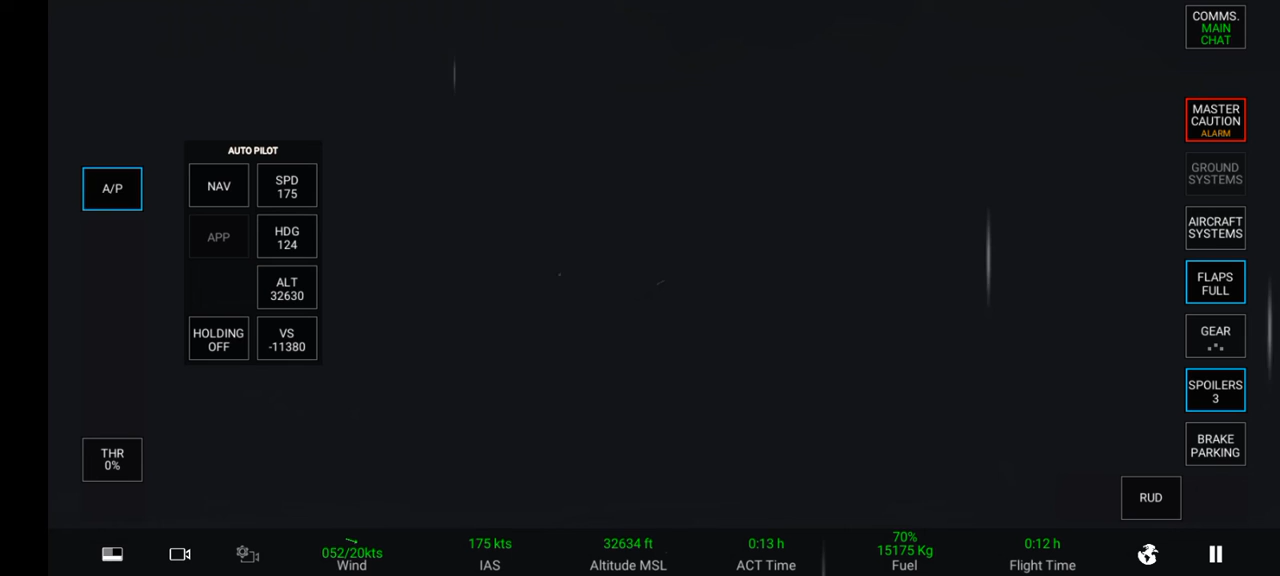 COMMS.
MAIN
CHAT
MASTER
CAUTION
ALARM
AUTO PILOT
A/P
NAV
SPD
175
GROUND
SYSTEMS
APP
HDG
124
AIRCRAFT
SYSTEMS
ALT
32630
FLAPS
FULL
HOLDING
OFF
VS
-11380
GEAR
SPOILERS
3
THR
0%
BRAKE
PARKING
RUD
052/20kts
Wind
175 kts
IAS
32634 ft
Altitude MSL
0:13 h
ACT Time
70%
15175 Kg
Fuel
0:12 h
Flight Time